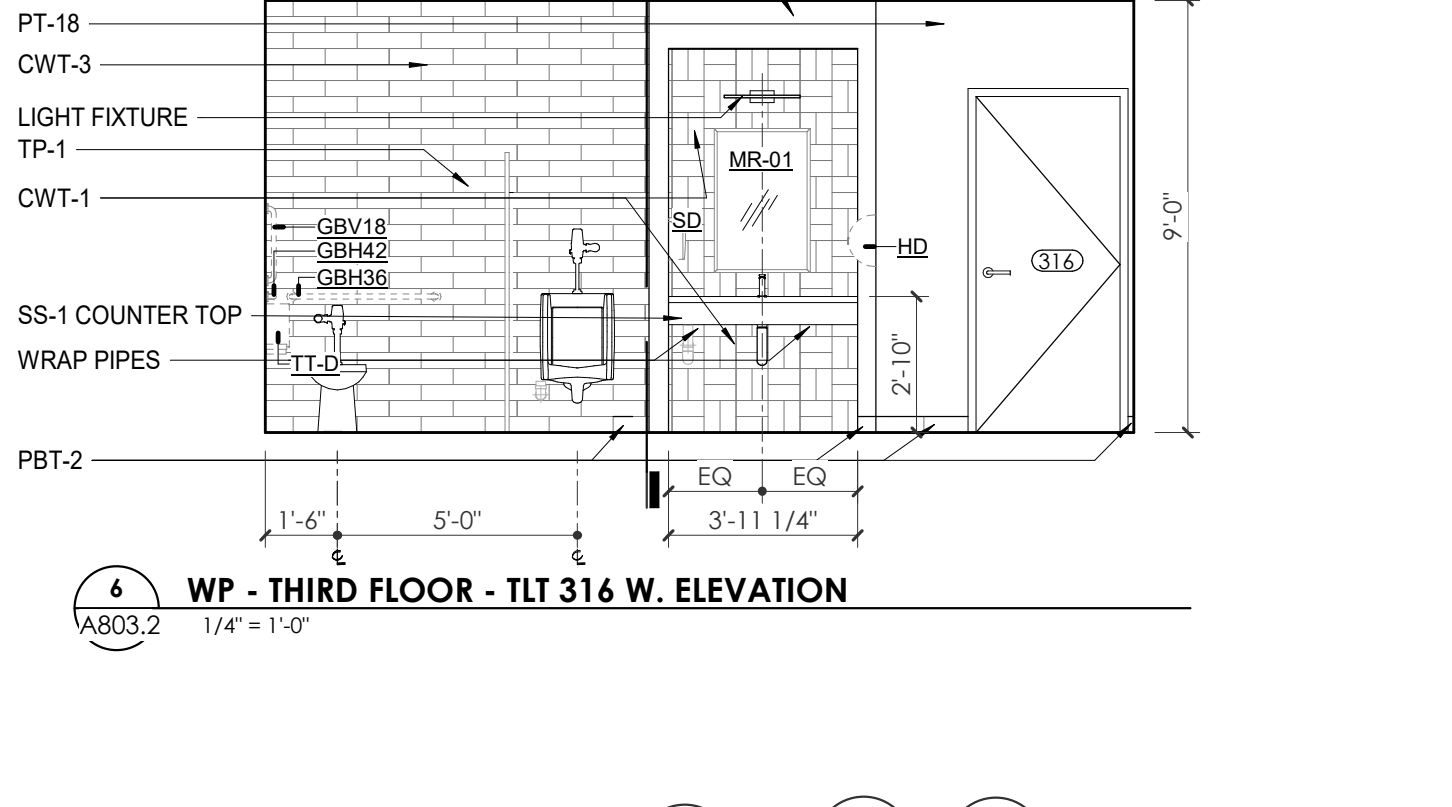 PT-18
CWT-3
LIGHT FIXTURE
TP-1
CWT-1
SS-1 COUNTER TOP
WRAP PIPES
PBT-2
GBV18
GBH42
GBH36
TT-D
MR-01
SD
HD
316
9'-0"
2'-10"
EQ EQ
1'-6" 5'-0" 3'-11 1/4"
6
WP - THIRD FLOOR - TLT 316 W. ELEVATION
A803.2 1/4" = 1'-0"